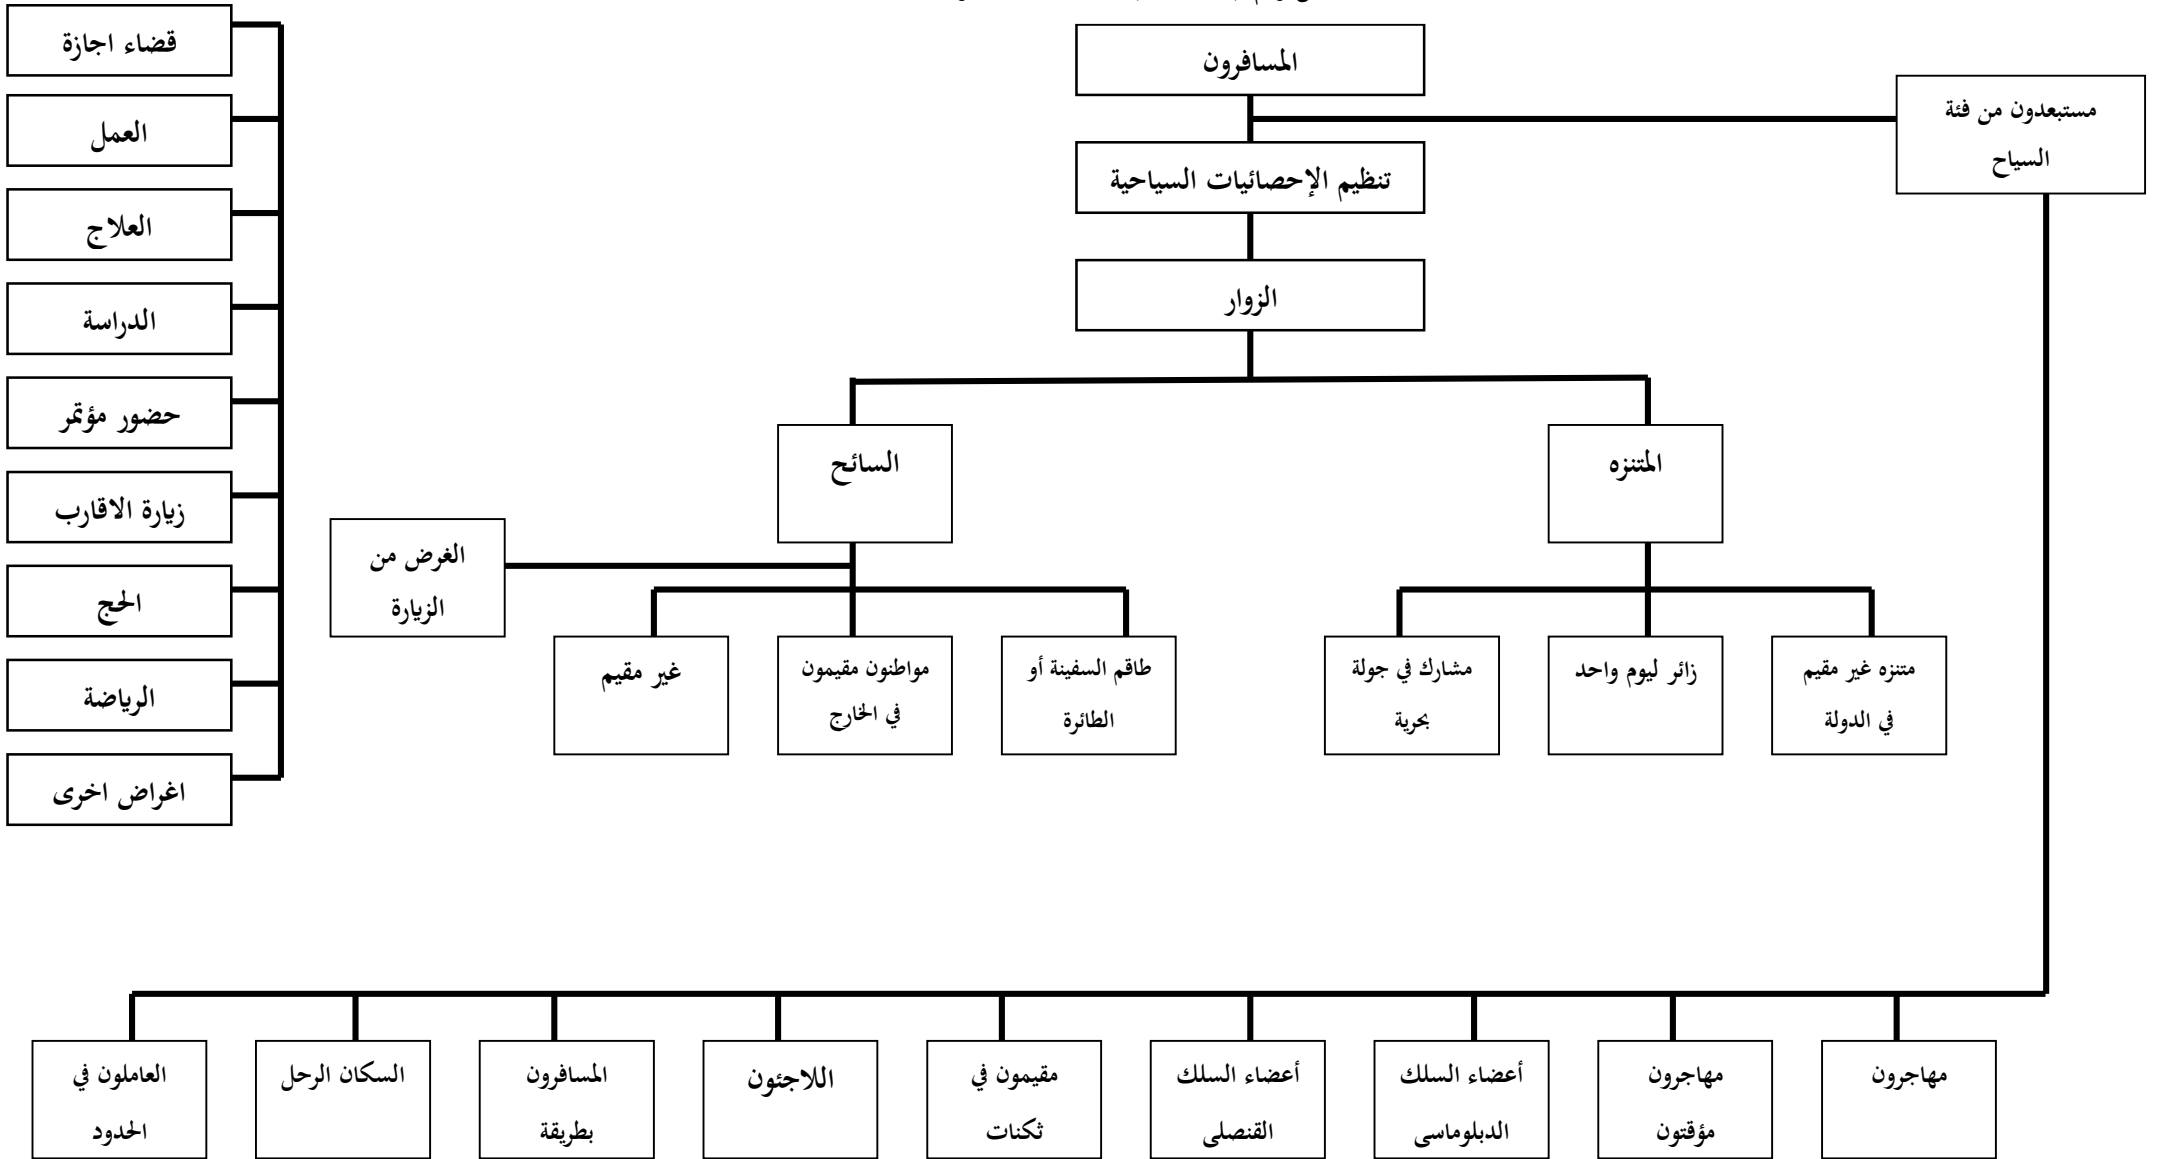 المسافرون
مستبعدون من فئة
السياح
تنظيم الإحصائيات السياحية
الزوار
المتنزه
السائح
الغرض من
الزيارة
متنزه غير مقيم
في الدولة
زائر ليوم واحد
مشارك في جولة
بحرية
طاقم السفينة أو
الطائرة
مواطنون مقيمون
في الخارج
غير مقيم
قضاء اجازة
العمل
العلاج
الدراسة
حضور مؤتمر
زيارة الاقارب
الحج
الرياضة
اغراض اخرى
مهاجرون
مهاجرون
مؤقتون
أعضاء السلك
الدبلوماسي
أعضاء السلك
القنصلي
مقيمون في
ثكنات
اللاجئون
المسافرون
بطريقة
السكان الرحل
العاملون في
الحدود